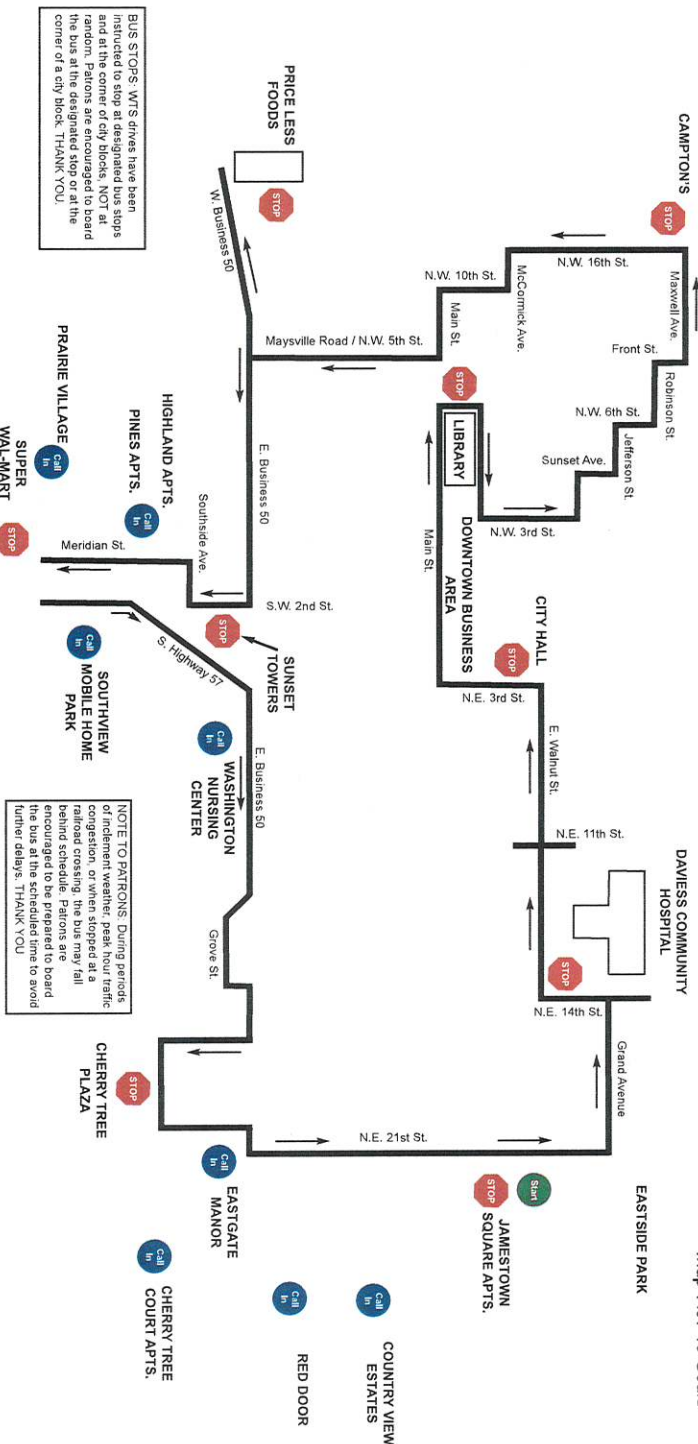 Map Not To Scale
CAMPTON'S
STOP
Maxwell Ave.
N.W. 16th St.
McCormick Ave.
N.W. 10th St.
Main St.
Front St.
Robinson St.
N.W. 6th St.
Jefferson St.
Sunset Ave.
N.W. 3rd St.
STOP
LIBRARY
DOWNTOWN BUSINESS
AREA
Main St.
Maysville Road / N.W. 5th St.
CITY HALL
STOP
N.E. 3rd St.
E. Walnut St.
N.E. 11th St.
DAVIESS COMMUNITY
HOSPITAL
STOP
N.E. 14th St.
Grand Avenue
EASTSIDE PARK
Start
STOP
JAMESTOWN
SQUARE APTS.
N.E. 21st St.
Call
In
COUNTRY VIEW
ESTATES
Call
In
RED DOOR
Call
In
EASTGATE
MANOR
Call
In
CHERRY TREE
COURT APTS.
STOP
CHERRY TREE
PLAZA
Grove St.
E. Business 50
Call
In
WASHINGTON
NURSING
CENTER
S. Highway 57
STOP
SUNSET
TOWERS
S.W. 2nd St.
Southside Ave.
E. Business 50
PRICE LESS
FOODS
STOP
W. Business 50
HIGHLAND APTS.
PINES APTS.
Call
In
PRAIRIE VILLAGE
Call
In
SUPER
WAL-MART
STOP
Meridian St.
Call
In
SOUTHVIEW
MOBILE HOME
PARK
BUS STOPS: WTS drives have been
instructed to stop at designated bus stops
and at the corner of city blocks, NOT at
random. Patrons are encouraged to board
the bus at the designated stop or at the
corner of a city block. THANK YOU.
NOTE TO PATRONS: During periods
of inclement weather, peak hour traffic
congestion, or when stopped at a
railroad crossing, the bus may fall
behind schedule. Patrons are
encouraged to be prepared to board
the bus at the scheduled time to avoid
further delays. THANK YOU